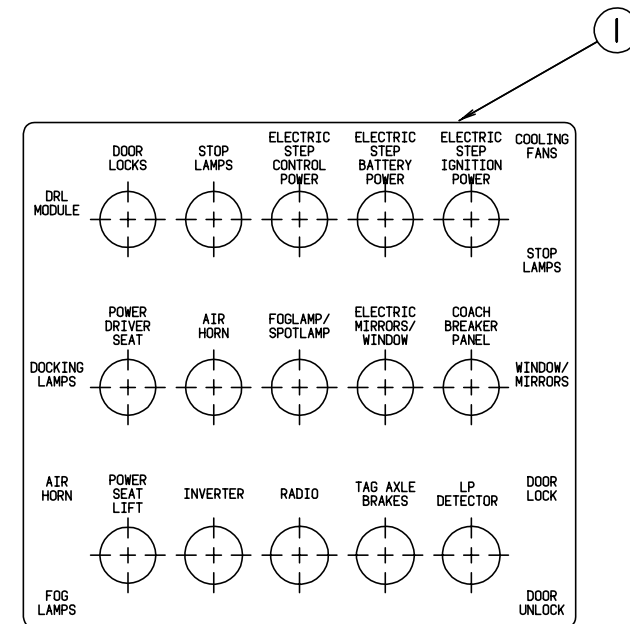 1
DOOR
LOCKS
STOP
LAMPS
ELECTRIC
STEP
CONTROL
POWER
ELECTRIC
STEP
BATTERY
POWER
ELECTRIC
STEP
IGNITION
POWER
COOLING
FANS
DRL
MODULE
STOP
LAMPS
POWER
DRIVER
SEAT
AIR
HORN
FOGLAMP/
SPOTLAMP
ELECTRIC
MIRRORS/
WINDOW
COACH
BREAKER
PANEL
DOCKING
LAMPS
WINDOW/
MIRRORS
AIR
HORN
POWER
SEAT
LIFT
INVERTER
RADIO
TAG AXLE
BRAKES
LP
DETECTOR
DOOR
LOCK
FOG
LAMPS
DOOR
UNLOCK